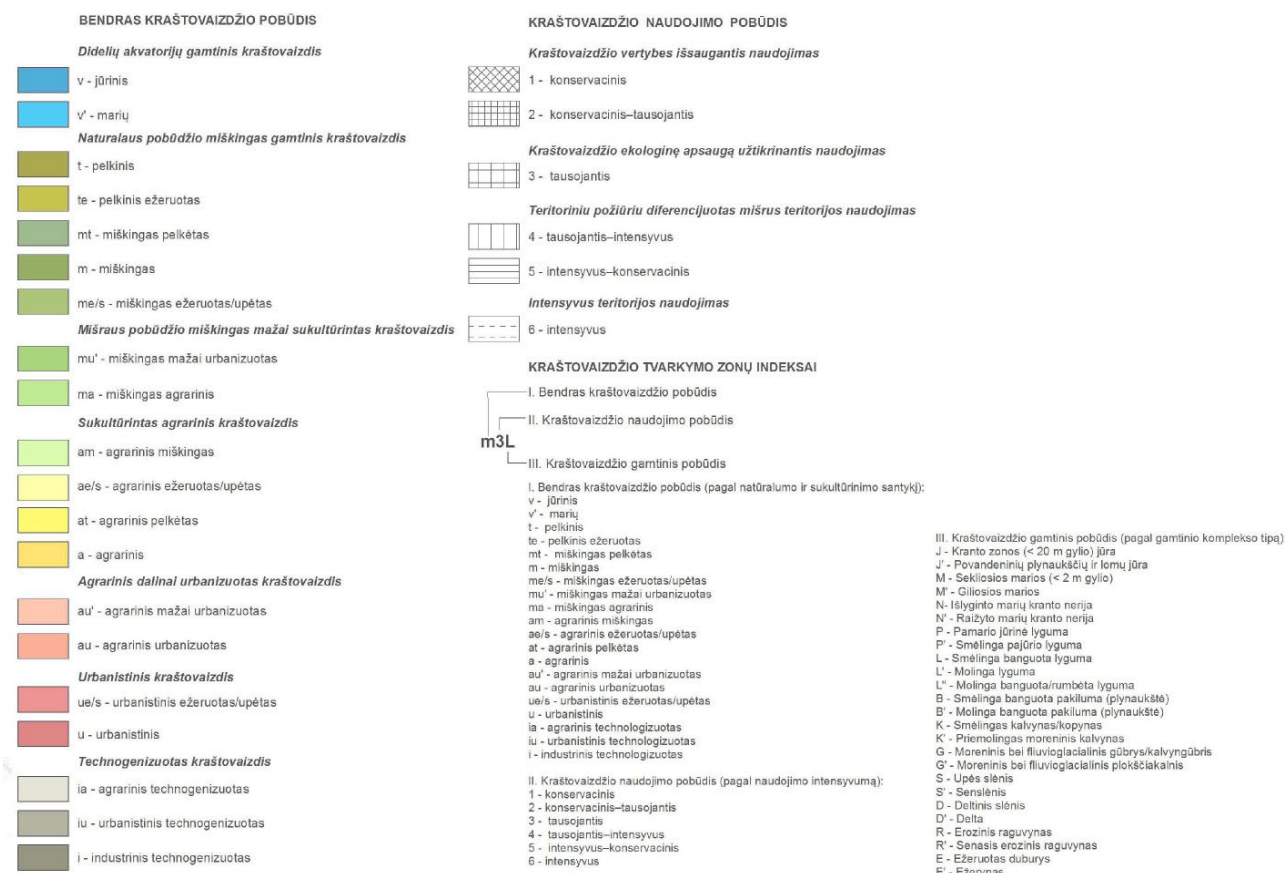 BENDRAS KRAŠTOVAIZDŽIO POBŪDIS
Didelių akvatorijų gamtinis kraštovaizdis
v - jūrinis
v' - marių
Natūralaus pobūdžio miškingas gamtinis kraštovaizdis
t - pelkinis
te - pelkinis ežeruotas
mt - miškingas pelkėtas
m - miškingas
me/s - miškingas ežeruotas/upėtas
Mišraus pobūdžio miškingas mažai sukultūrintas kraštovaizdis
mu' - miškingas mažai urbanizuotas
ma - miškingas agrarinis
Sukultūrintas agrarinis kraštovaizdis
am - agrarinis miškingas
ae/s - agrarinis ežeruotas/upėtas
at - agrarinis pelkėtas
a - agrarinis
Agrarinis dalinai urbanizuotas kraštovaizdis
au' - agrarinis mažai urbanizuotas
au - agrarinis urbanizuotas
Urbanistinis kraštovaizdis
ue/s - urbanistinis ežeruotas/upėtas
u - urbanistinis
Technogenizuotas kraštovaizdis
ia - agrarinis technogenizuotas
iu - urbanistinis technogenizuotas
i - industrinis technogenizuotas
KRAŠTOVAIZDŽIO NAUDOJIMO POBŪDIS
Kraštovaizdžio vertybes išsaugantis naudojimas
1 - konservacinis
2 - konservacinis–tausojantis
Kraštovaizdžio ekologinę apsaugą užtikrinantis naudojimas
3 - tausojantis
Teritoriniu požiūriu diferencijuotas mišrus teritorijos naudojimas
4 - tausojantis–intensyvus
5 - intensyvus–konservacinis
Intensyvus teritorijos naudojimas
6 - intensyvus
KRAŠTOVAIZDŽIO TVARKYMO ZONŲ INDEKSAI
I. Bendras kraštovaizdžio pobūdis
II. Kraštovaizdžio naudojimo pobūdis
m3L
III. Kraštovaizdžio gamtinis pobūdis
I. Bendras kraštovaizdžio pobūdis (pagal natūralumo ir sukultūrinimo santykį):
v - jūrinis
v' - marių
t - pelkinis
te - pelkinis ežeruotas
mt - miškingas pelkėtas
m - miškingas
me/s - miškingas ežeruotas/upėtas
mu' - miškingas mažai urbanizuotas
ma - miškingas agrarinis
am - agrarinis miškingas
ae/s - agrarinis ežeruotas/upėtas
at - agrarinis pelkėtas
a - agrarinis
au' - agrarinis mažai urbanizuotas
au - agrarinis urbanizuotas
ue/s - urbanistinis ežeruotas/upėtas
u - urbanistinis
ia - agrarinis technologizuotas
iu - urbanistinis technologizuotas
i - industrinis technologizuotas
II. Kraštovaizdžio naudojimo pobūdis (pagal naudojimo intensyvumą):
1 - konservacinis
2 - konservacinis–tausojantis
3 - tausojantis
4 - tausojantis–intensyvus
5 - intensyvus–konservacinis
6 - intensyvus
III. Kraštovaizdžio gamtinis pobūdis (pagal gamtinio komplekso tipą)
J - Kranto zonos (< 20 m gylio) jūra
J' - Povandeninių plynaukščių ir lomų jūra
M - Sekliosios marios (< 2 m gylio)
M' - Giliosios marios
N- Išlyginto marių kranto nerija
N' - Raižyto marių kranto nerija
P - Pamario jūrinė lyguma
P' - Smėlinga pajūrio lyguma
L - Smėlinga banguota lyguma
L' - Molinga lyguma
L" - Molinga banguota/rumbėta lyguma
B - Smėlinga banguota pakiluma (plynaukštė)
B' - Molinga banguota pakiluma (plynaukštė)
K - Smėlingas kalvynas/kopynas
K' - Priemolingas moreninis kalvynas
G - Moreninis bei fliuvioglacialinis gūbrys/kalvyngūbris
G' - Moreninis bei fliuvioglacialinis plokščiakalnis
S - Upės slėnis
S' - Senslėnis
D - Deltinis slėnis
D' - Delta
R - Erozinis raguvynas
R' - Senasis erozinis raguvynas
E - Ežeruotas duburys
E' - Ežerynas